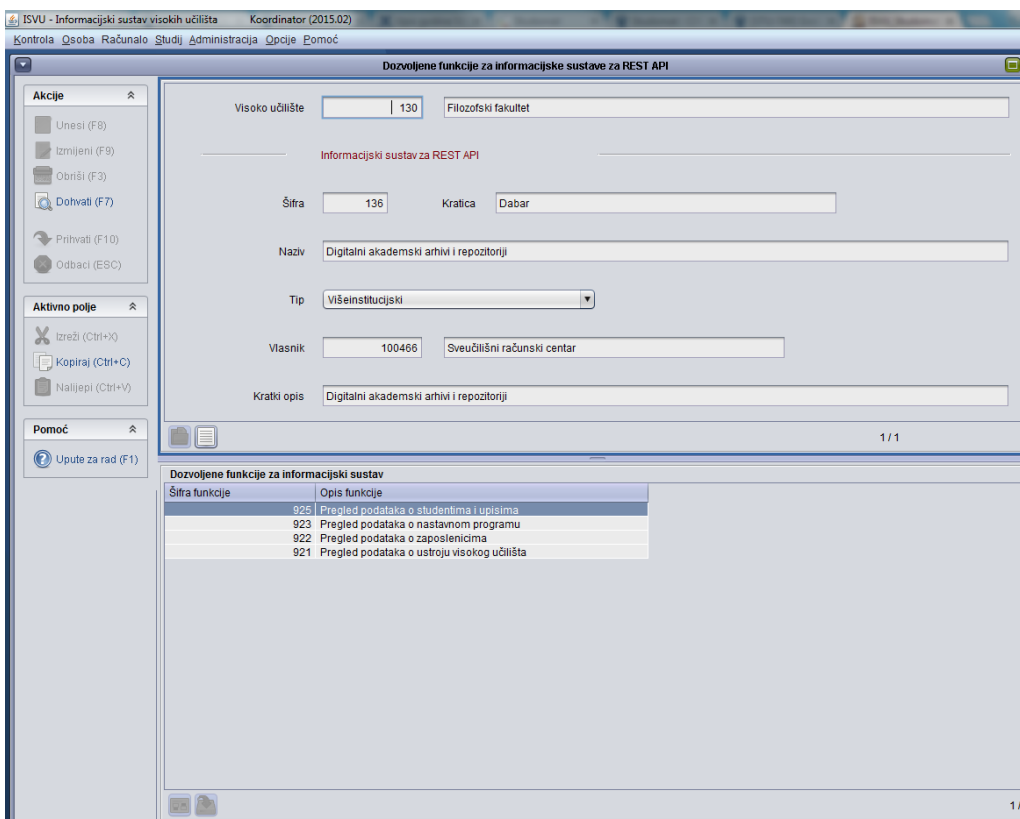 ISVU - Informacijski sustav visokih učilišta Koordinator (2015.02)
Kontrola Osoba Računalo Studij Administracija Opcije Pomoć
Dozvoljene funkcije za informacijske sustave za REST API
Akcije
Unesi (F8)
Izmijeni (F9)
Obriši (F3)
Dohvati (F7)
Prihvati (F10)
Odbaci (ESC)
Aktivno polje
Izreži (Ctrl+X)
Kopiraj (Ctrl+C)
Nalijepi (Ctrl+V)
Pomoć
Upute za rad (F1)
Visoko učilište 130 Filozofski fakultet
Informacijski sustav za REST API
Šifra 136 Kratica Dabar
Naziv Digitalni akademski arhivi i repozitoriji
Tip Višeinstitucijski
Vlasnik 100466 Sveučilišni računski centar
Kratki opis Digitalni akademski arhivi i repozitoriji
1 / 1
Dozvoljene funkcije za informacijski sustav
Šifra funkcije Opis funkcije
925 Pregled podataka o studentima i upisima
923 Pregled podataka o nastavnom programu
922 Pregled podataka o zaposlenicima
921 Pregled podataka o ustroju visokog učilišta
1 /